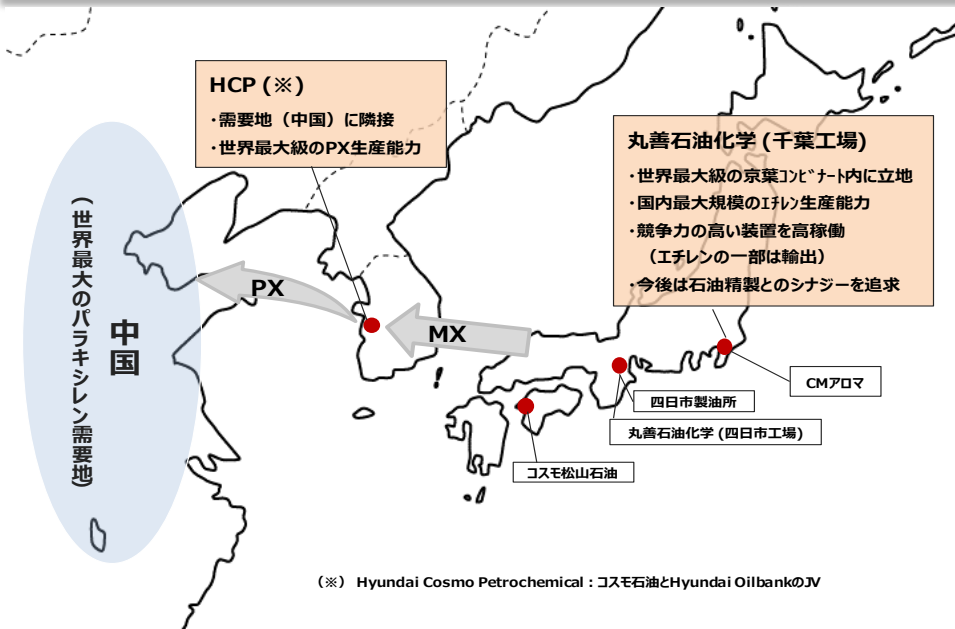 HCP (※)
・需要地（中国）に隣接
・世界最大級のPX生産能力
丸善石油化学 (千葉工場)
・世界最大級の京葉ｺﾝﾋﾞﾅｰﾄ内に立地
・国内最大規模のｴﾁﾚﾝ生産能力
・競争力の高い装置を高稼働
（エチレンの一部は輸出）
・今後は石油精製とのシナジーを追求
中国
(世界最大のパラキシレン需要地)
PX
MX
CMアロマ
四日市製油所
丸善石油化学 (四日市工場)
コスモ松山石油
（※） Hyundai Cosmo Petrochemical：コスモ石油とHyundai OilbankのJV